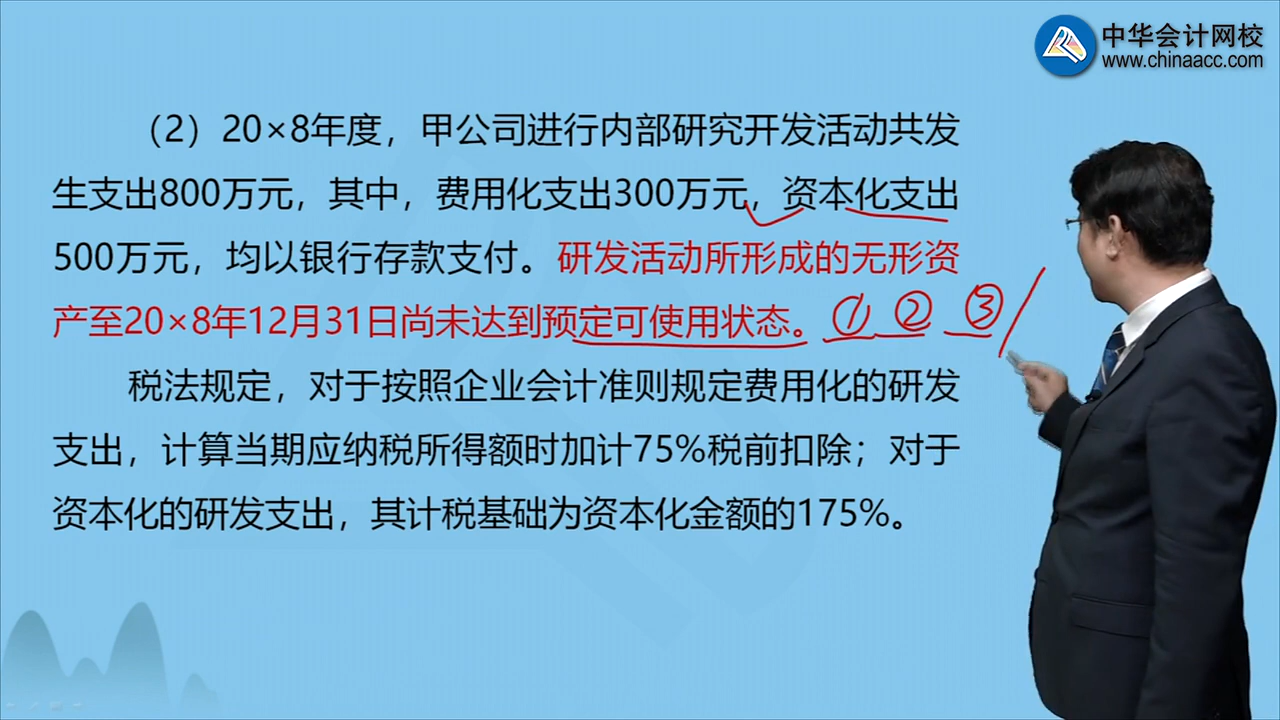 中华会计网校
www.chinaacc.com
（2）20×8年度，甲公司进行内部研究开发活动共发
生支出800万元，其中，费用化支出300万元，资本化支出
500万元，均以银行存款支付。研发活动所形成的无形资
产至20×8年12月31日尚未达到预定可使用状态。①②③
税法规定，对于按照企业会计准则规定费用化的研发
支出，计算当期应纳税所得额时加计75%税前扣除；对于
资本化的研发支出，其计税基础为资本化金额的175%。